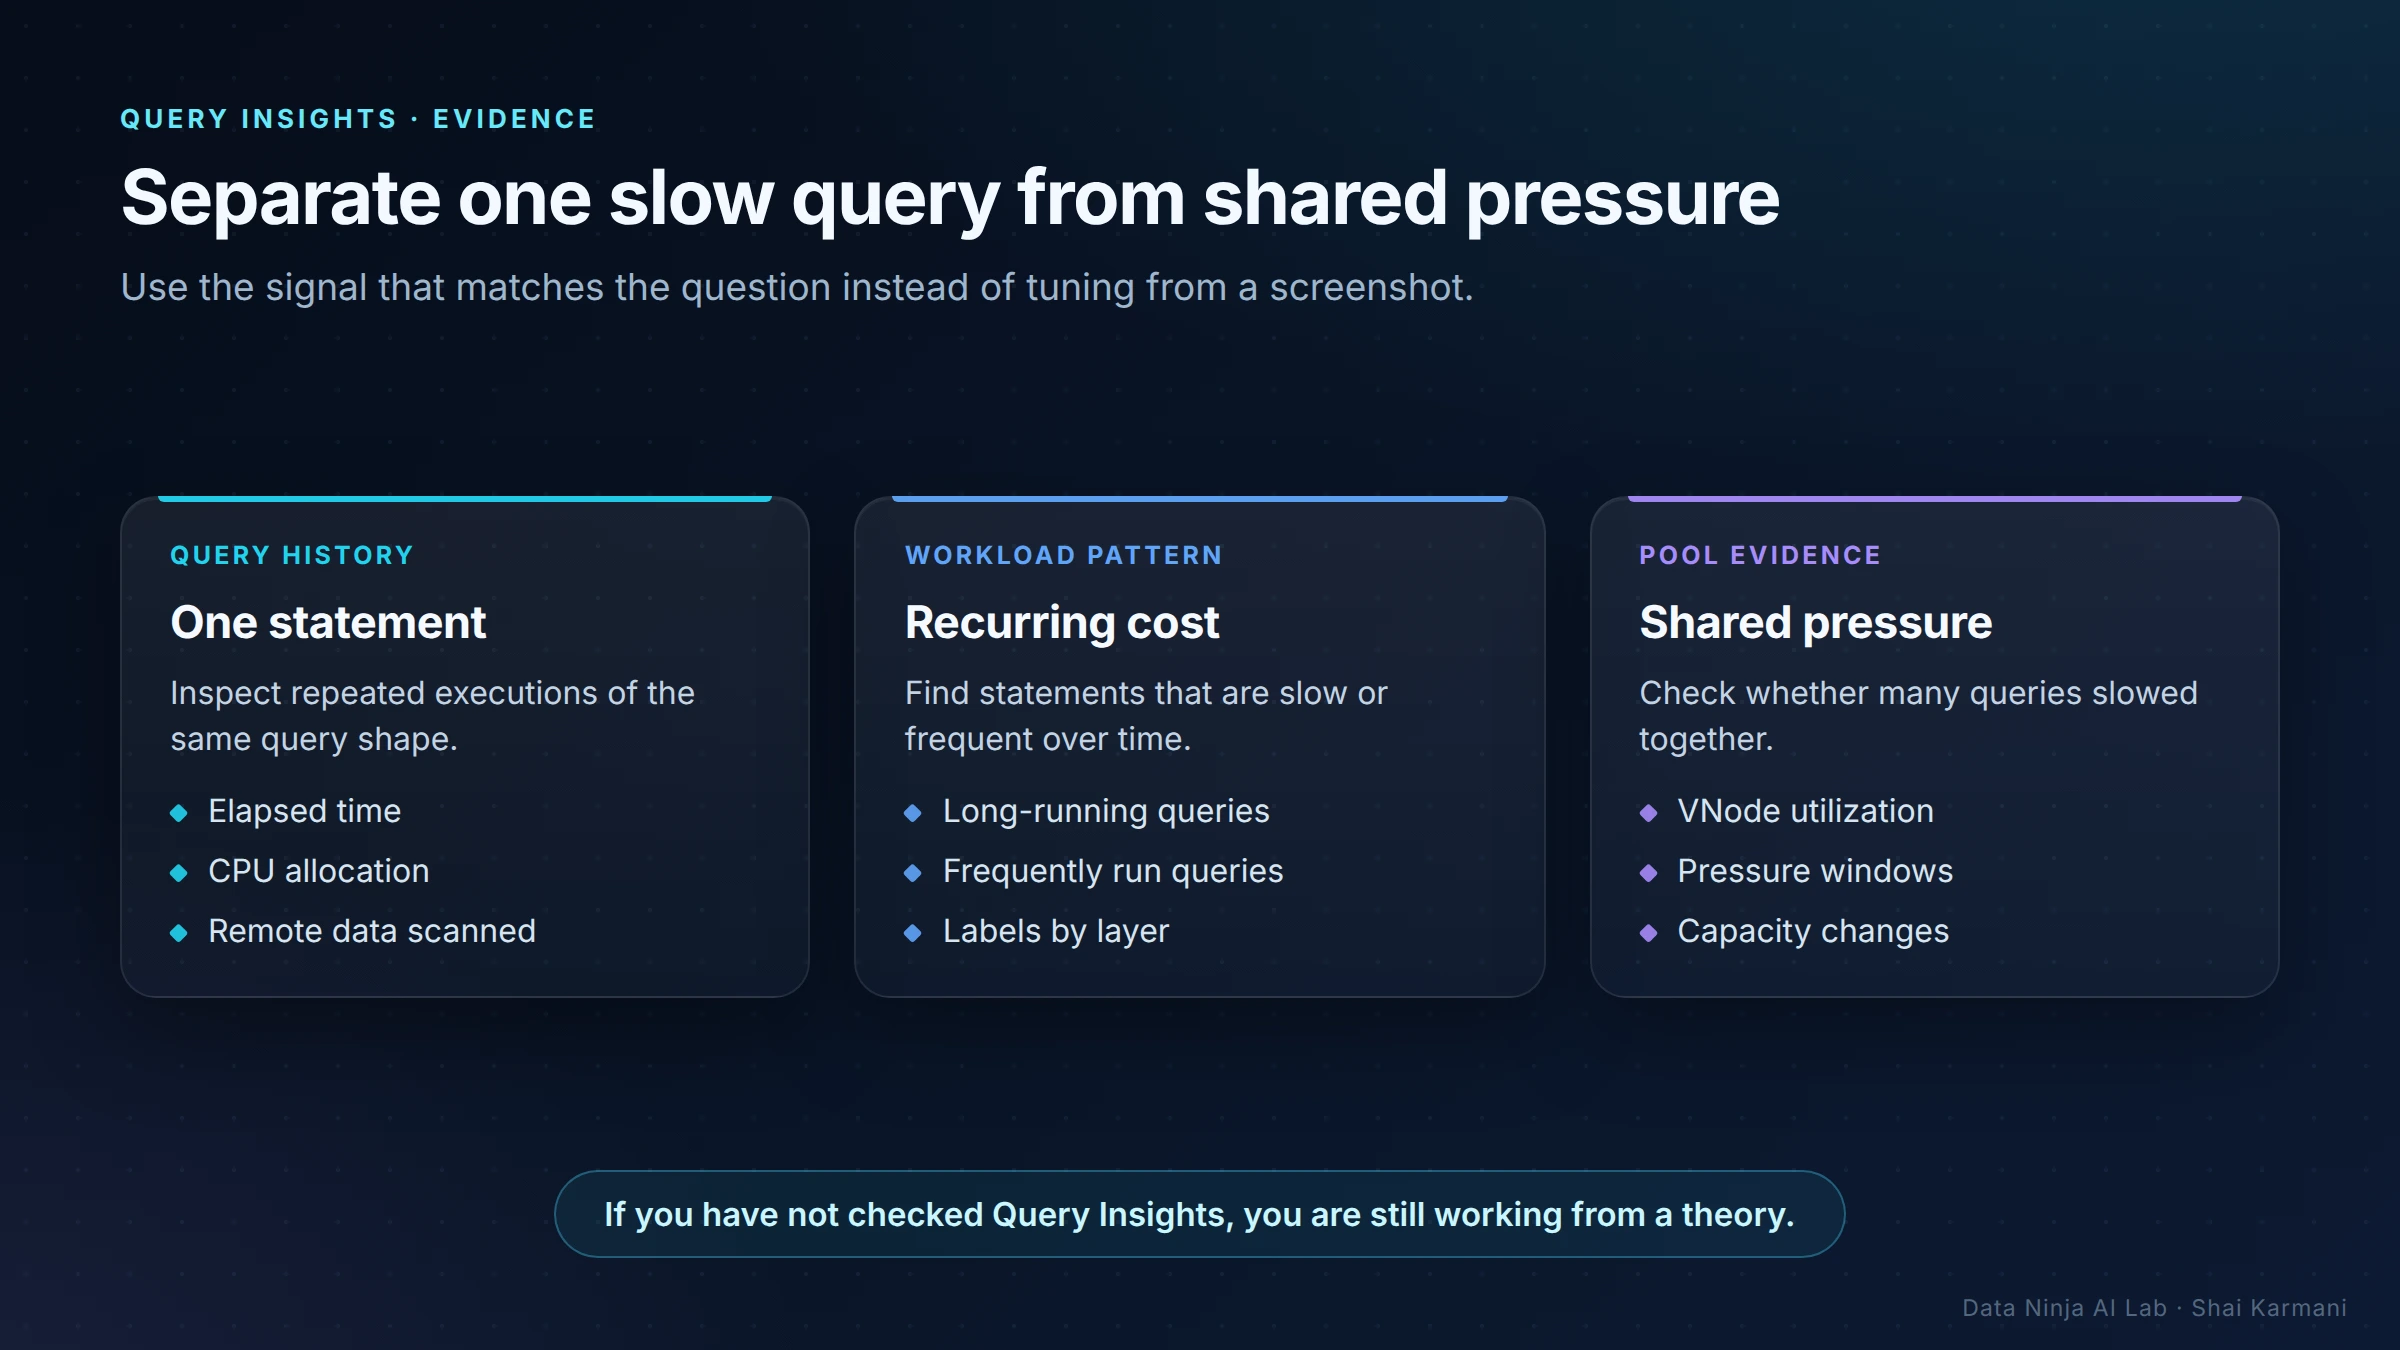 QUERY INSIGHTS · EVIDENCE
Separate one slow query from shared pressure
Use the signal that matches the question instead of tuning from a screenshot.
QUERY HISTORY
One statement
Inspect repeated executions of the
same query shape.
Elapsed time
CPU allocation
Remote data scanned
WORKLOAD PATTERN
Recurring cost
Find statements that are slow or
frequent over time.
Long-running queries
Frequently run queries
Labels by layer
POOL EVIDENCE
Shared pressure
Check whether many queries slowed
together.
VNode utilization
Pressure windows
Capacity changes
If you have not checked Query Insights, you are still working from a theory.
Data Ninja AI Lab · Shai Karmani